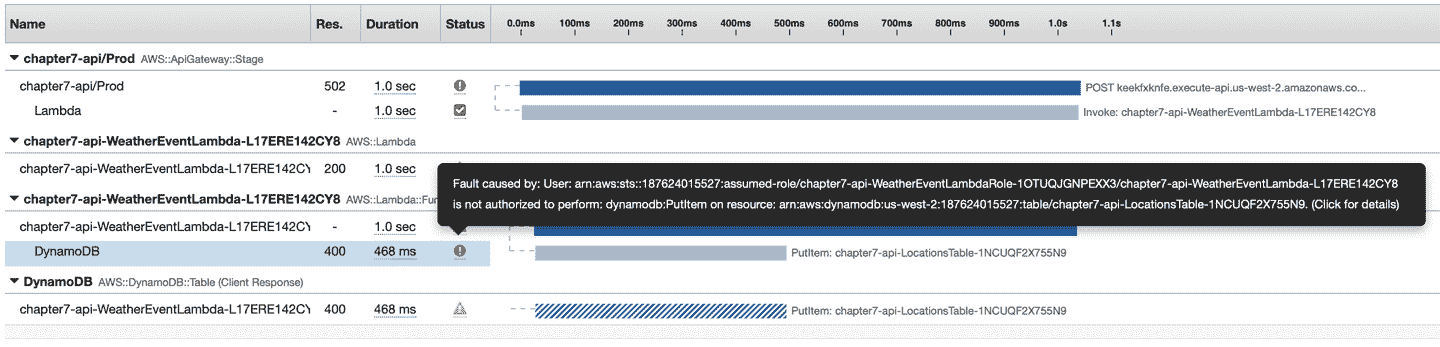 Name Res. Duration Status 0.0ms 100ms 200ms 300ms 400ms 500ms 600ms 700ms 800ms 900ms 1.0s 1.1s
chapter7-api/Prod AWS::ApiGateway::Stage
chapter7-api/Prod 502 1.0 sec POST keekfxknfe.execute-api.us-west-2.amazonaws.co...
Lambda - 1.0 sec Invoke: chapter7-api-WeatherEventLambda-L17ERE142CY8
chapter7-api-WeatherEventLambda-L17ERE142CY8 AWS::Lambda
chapter7-api-WeatherEventLambda-L17ERE142CY 200 1.0 sec
Fault caused by: User: arn:aws:sts::187624015527:assumed-role/chapter7-api-WeatherEventLambdaRole-1OTUQJGNPEXX3/chapter7-api-WeatherEventLambda-L17ERE142CY8
is not authorized to perform: dynamodb:PutItem on resource: arn:aws:dynamodb:us-west-2:187624015527:table/chapter7-api-LocationsTable-1NCUQF2X755N9. (Click for details)
chapter7-api-WeatherEventLambda-L17ERE142CY8 AWS::Lambda::Fur
chapter7-api-WeatherEventLambda-L17ERE142CY - 1.0 sec
DynamoDB 400 468 ms PutItem: chapter7-api-LocationsTable-1NCUQF2X755N9
DynamoDB AWS::DynamoDB::Table (Client Response)
chapter7-api-WeatherEventLambda-L17ERE142CY 400 468 ms PutItem: chapter7-api-LocationsTable-1NCUQF2X755N9